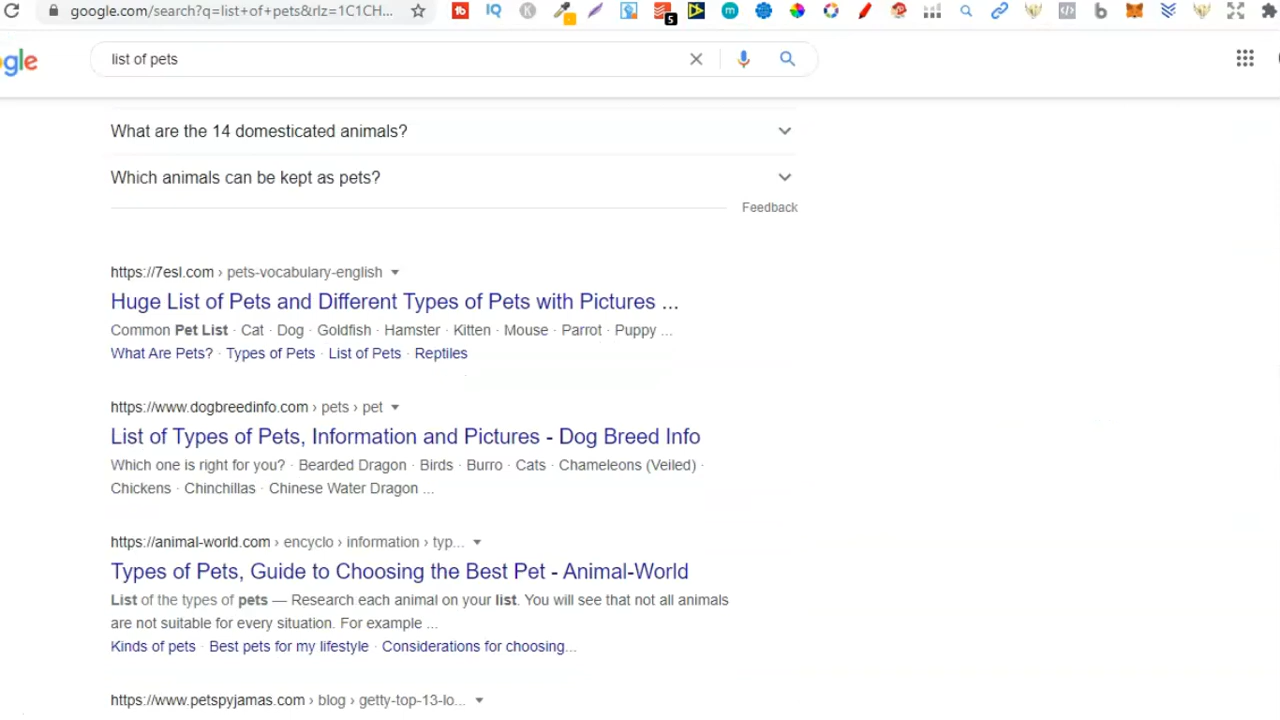 google.com/search?q=list+of+pets&rlz=1C1CH...
IQ
5
gle
list of pets
What are the 14 domesticated animals?
Which animals can be kept as pets?
Feedback
https://7esl.com › pets-vocabulary-english
Huge List of Pets and Different Types of Pets with Pictures ...
Common Pet List · Cat · Dog · Goldfish · Hamster · Kitten · Mouse · Parrot · Puppy ...
What Are Pets? · Types of Pets · List of Pets · Reptiles
https://www.dogbreedinfo.com › pets › pet
List of Types of Pets, Information and Pictures - Dog Breed Info
Which one is right for you? · Bearded Dragon · Birds · Burro · Cats · Chameleons (Veiled) ·
Chickens · Chinchillas · Chinese Water Dragon ...
https://animal-world.com › encyclo › information › typ...
Types of Pets, Guide to Choosing the Best Pet - Animal-World
List of the types of pets — Research each animal on your list. You will see that not all animals
are not suitable for every situation. For example ...
Kinds of pets · Best pets for my lifestyle · Considerations for choosing...
https://www.petspyjamas.com › blog › getty-top-13-lo...